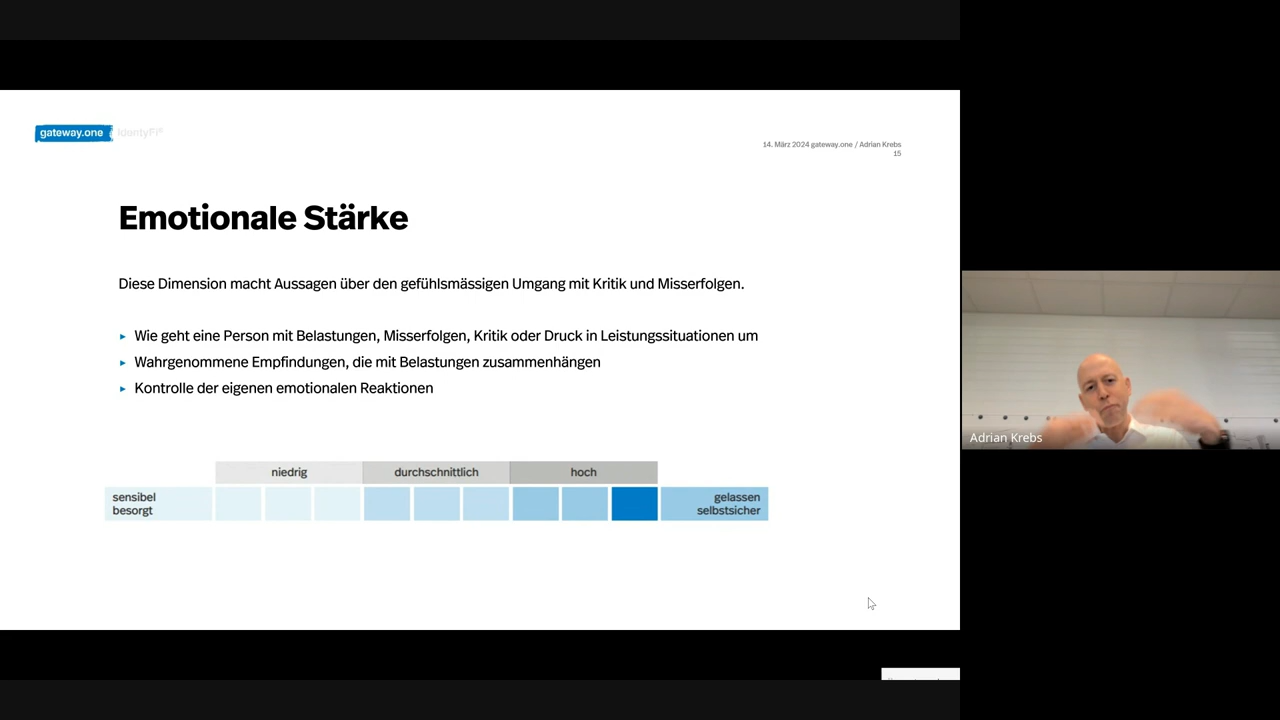 gateway.one IdentyFi®
14. März 2024 gateway.one / Adrian Krebs
15
Emotionale Stärke
Diese Dimension macht Aussagen über den gefühlsmässigen Umgang mit Kritik und Misserfolgen.
▸ Wie geht eine Person mit Belastungen, Misserfolgen, Kritik oder Druck in Leistungssituationen um
▸ Wahrgenommene Empfindungen, die mit Belastungen zusammenhängen
▸ Kontrolle der eigenen emotionalen Reaktionen
niedrig durchschnittlich hoch
sensibel gelassen
besorgt selbstsicher
Adrian Krebs